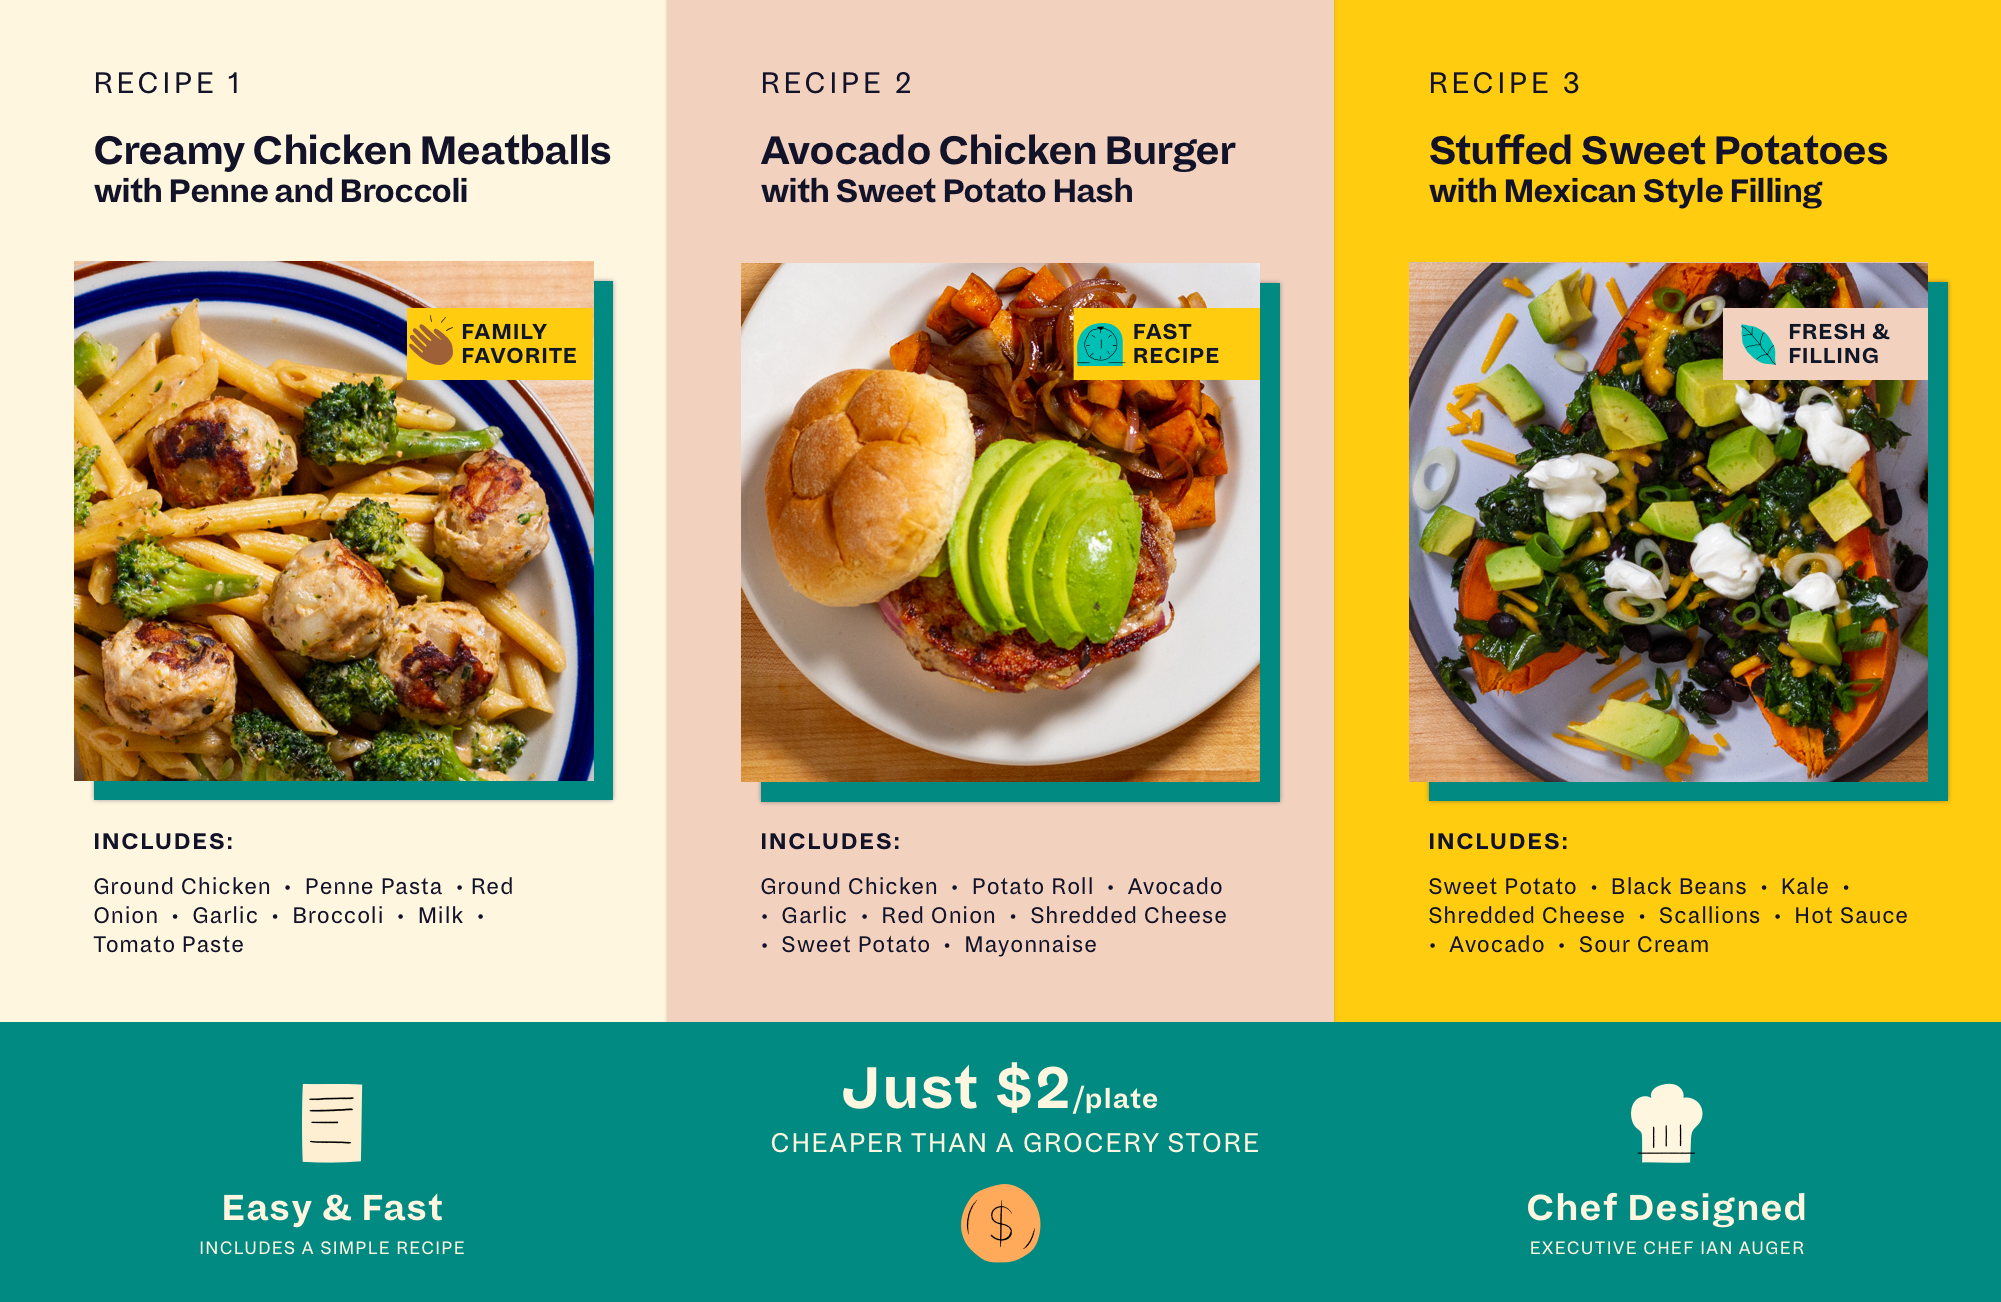 RECIPE 1
Creamy Chicken Meatballs
with Penne and Broccoli
FAMILY
FAVORITE
INCLUDES:
Ground Chicken • Penne Pasta • Red
Onion • Garlic • Broccoli • Milk •
Tomato Paste
RECIPE 2
Avocado Chicken Burger
with Sweet Potato Hash
FAST
RECIPE
INCLUDES:
Ground Chicken • Potato Roll • Avocado
• Garlic • Red Onion • Shredded Cheese
• Sweet Potato • Mayonnaise
RECIPE 3
Stuffed Sweet Potatoes
with Mexican Style Filling
FRESH &
FILLING
INCLUDES:
Sweet Potato • Black Beans • Kale •
Shredded Cheese • Scallions • Hot Sauce
• Avocado • Sour Cream
Easy & Fast
INCLUDES A SIMPLE RECIPE
Just $2/plate
CHEAPER THAN A GROCERY STORE
$
Chef Designed
EXECUTIVE CHEF IAN AUGER